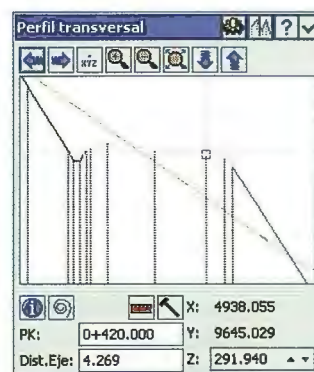 Perfil transversal
?
XYZ
X: 4938.055
PK: 0+420.000 Y: 9645.029
Dist.Eje: 4.269 Z: 291.940